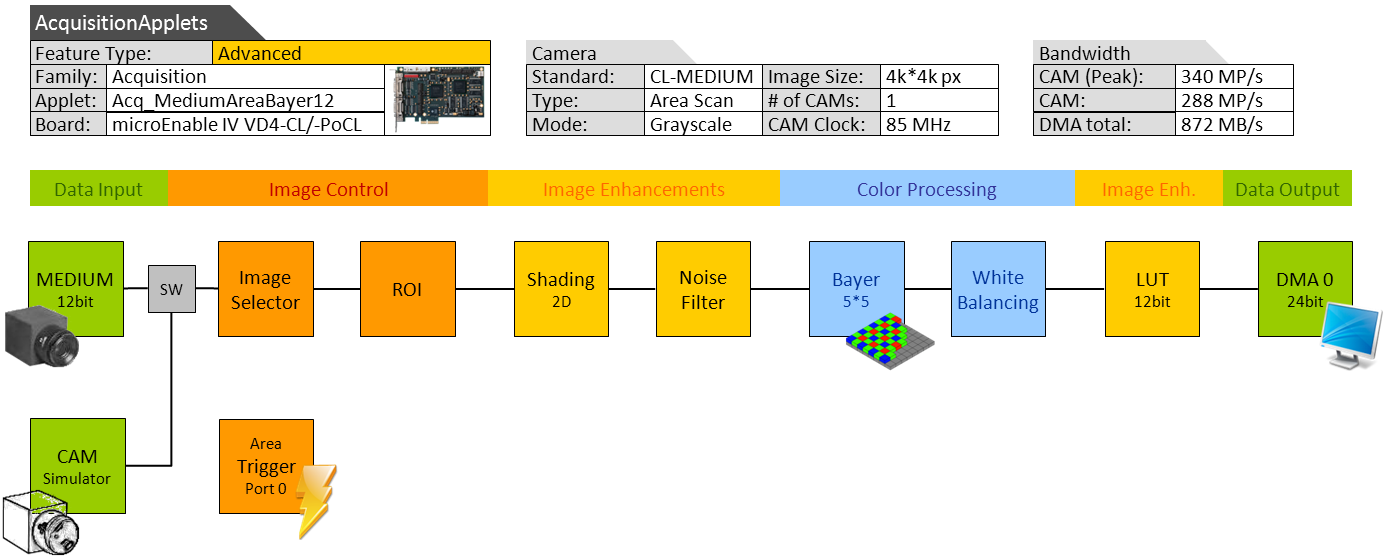 AcquisitionApplets
Feature Type: Advanced
Family: Acquisition
Applet: Acq_MediumAreaBayer12
Board: microEnable IV VD4-CL/-PoCL
Camera
Standard: CL-MEDIUM Image Size: 4k*4k px
Type: Area Scan # of CAMs: 1
Mode: Grayscale CAM Clock: 85 MHz
Bandwidth
CAM (Peak): 340 MP/s
CAM: 288 MP/s
DMA total: 872 MB/s
Data Input Image Control Image Enhancements Color Processing Image Enh. Data Output
MEDIUM
12bit
SW
Image
Selector
ROI
Shading
2D
Noise
Filter
Bayer
5*5
White
Balancing
LUT
12bit
DMA 0
24bit
CAM
Simulator
Area
Trigger
Port 0